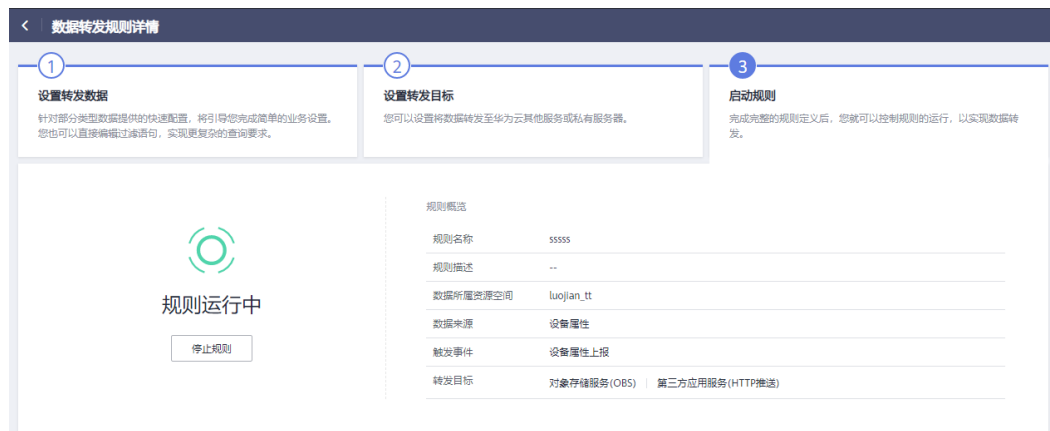 数据转发规则详情
1
设置转发数据
针对部分类型数据提供的快速配置，将引导您完成简单的业务设置。
您也可以直接编辑过滤语句，实现更复杂的查询要求。
2
设置转发目标
您可以设置将数据转发至华为云其他服务或私有服务器。
3
启动规则
完成完整的规则定义后，您就可以控制规则的运行，以实现数据转
发。
规则运行中
停止规则
规则概览
规则名称 sssss
规则描述 --
数据所属资源空间 luojian_tt
数据来源 设备属性
触发事件 设备属性上报
转发目标 对象存储服务(OBS) | 第三方应用服务(HTTP推送)